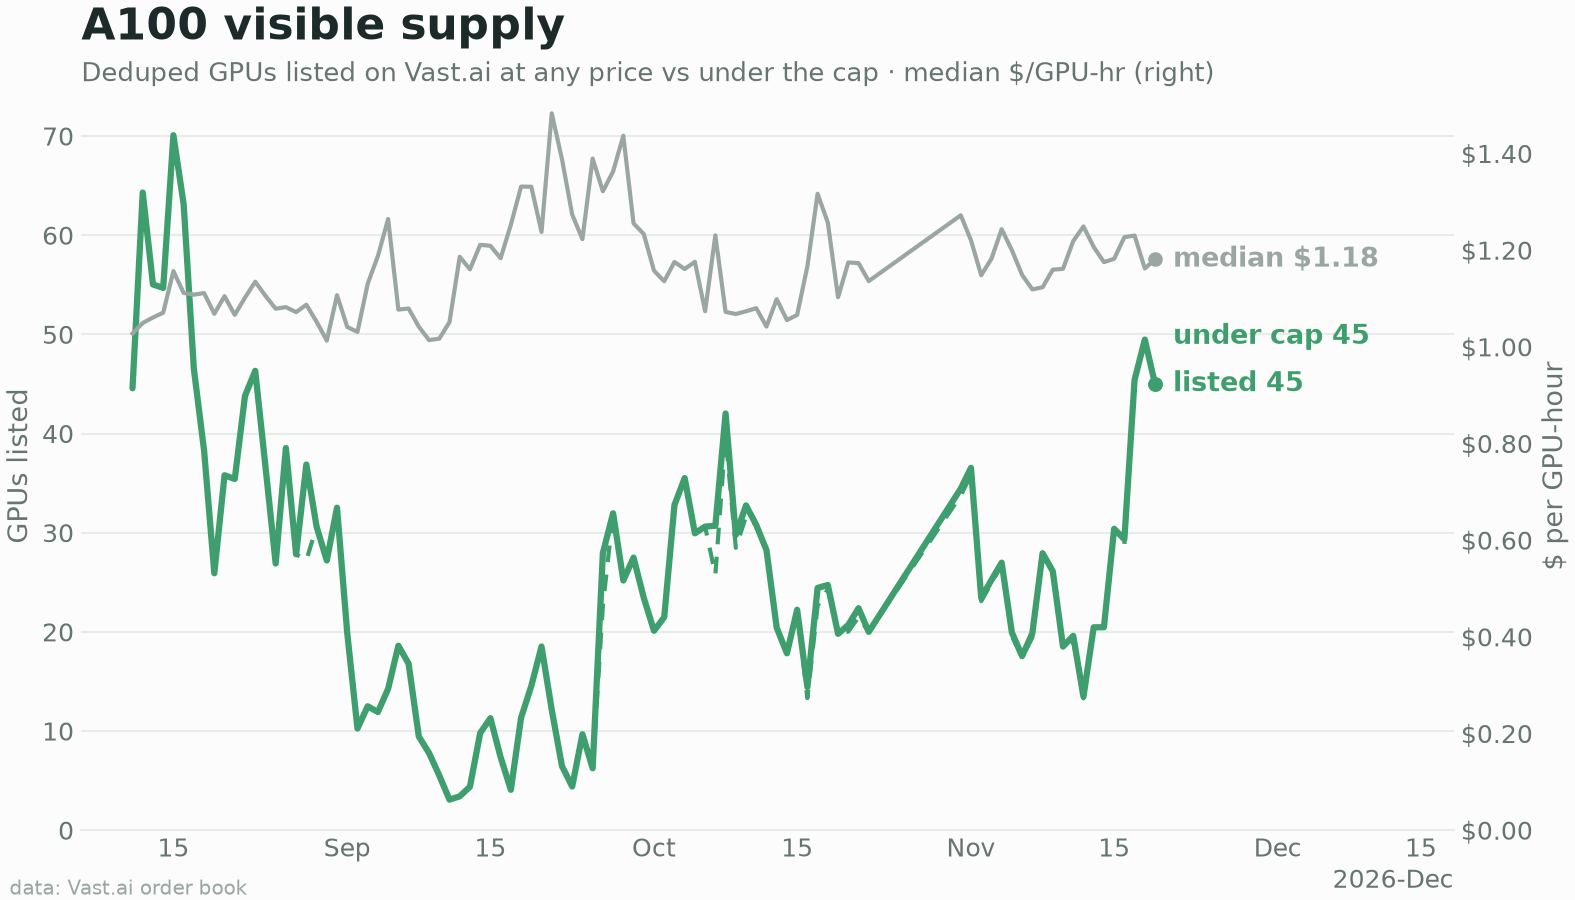 A100 visible supply
Deduped GPUs listed on Vast.ai at any price vs under the cap · median $/GPU-hr (right)
GPUs listed
70
60
50
40
30
20
10
0
$1.40
$1.20
$1.00
$0.80
$0.60
$0.40
$0.20
$0.00
$ per GPU-hour
median $1.18
under cap 45
listed 45
15 Sep 15 Oct 15 Nov 15 Dec 15
2026-Dec
data: Vast.ai order book